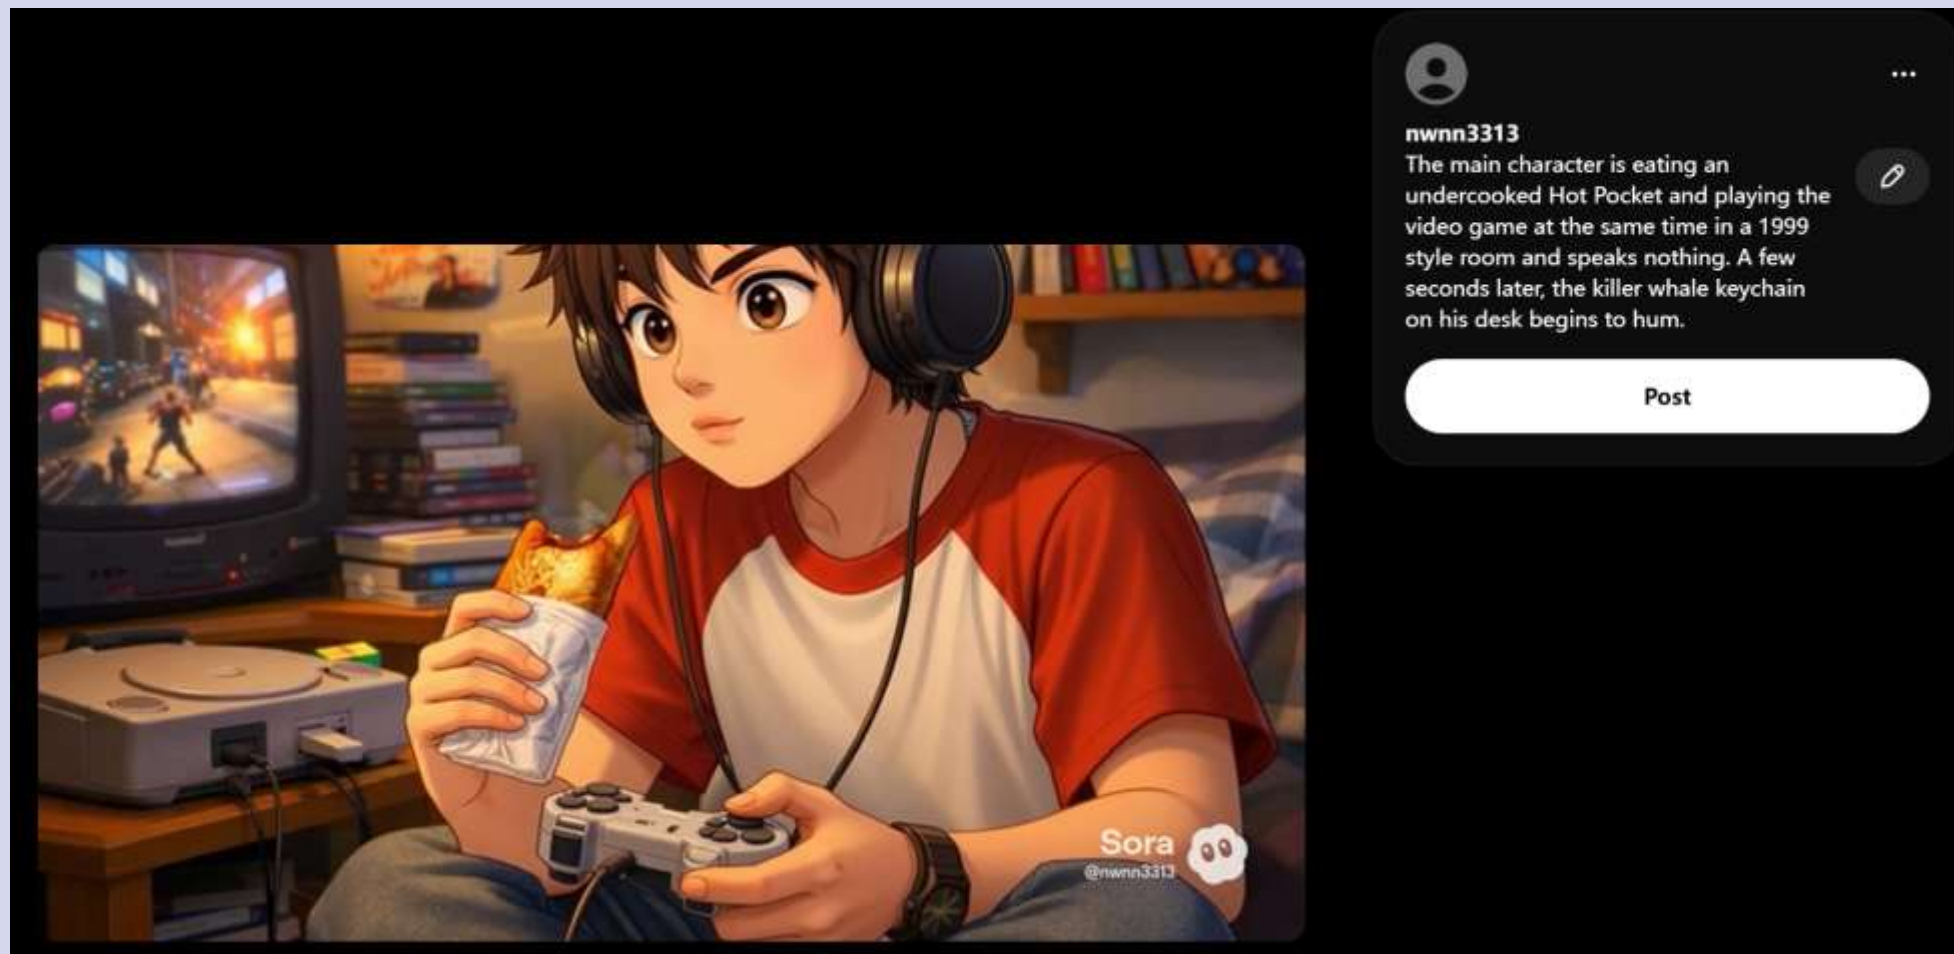 nwnn3313
The main character is eating an
undercooked Hot Pocket and playing the
video game at the same time in a 1999
style room and speaks nothing. A few
seconds later, the killer whale keychain
on his desk begins to hum.
Post
Sora
@nwnn3313